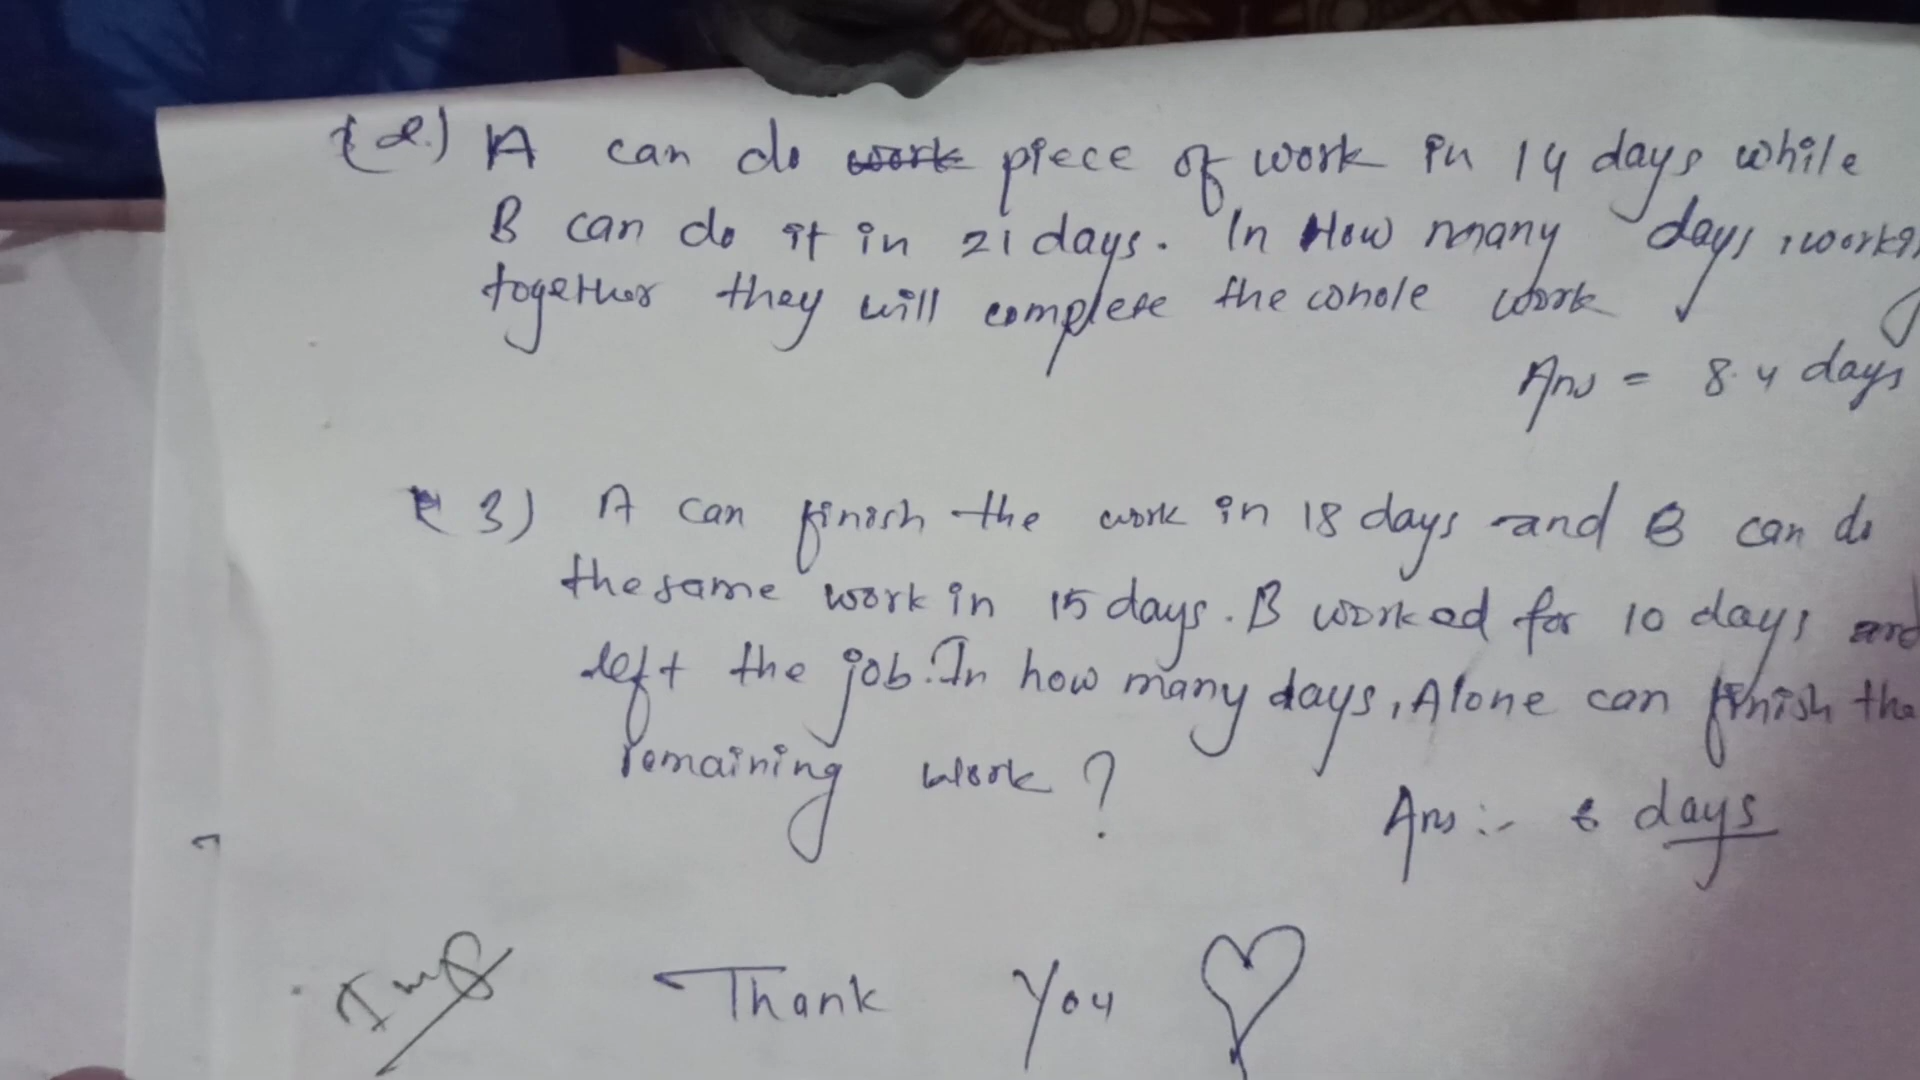 (2.) A can do work piece of work in 14 days while
B can do it in 21 days. In How many days, workin
together they will complete the whole work
Ans = 8.4 days
3) A can finish the work in 18 days and B can do
the same work in 15 days. B worked for 10 days and
left the job. In how many days, Alone can finish the
remaining work ?
Ans :- 6 days
Imp
Thank You